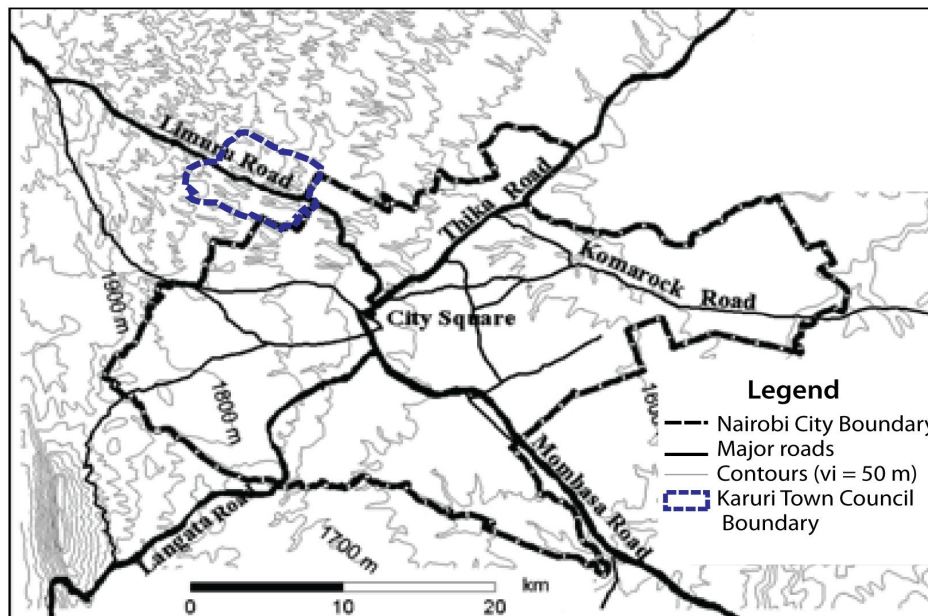 Limuru Road
Thika Road
Komarock Road
City Square
1900 m
1800 m
1700 m
Langata Road
Mombasa Road
Legend
Nairobi City Boundary
Major roads
Contours (vi = 50 m)
Karuri Town Council
Boundary
km
0 10 20